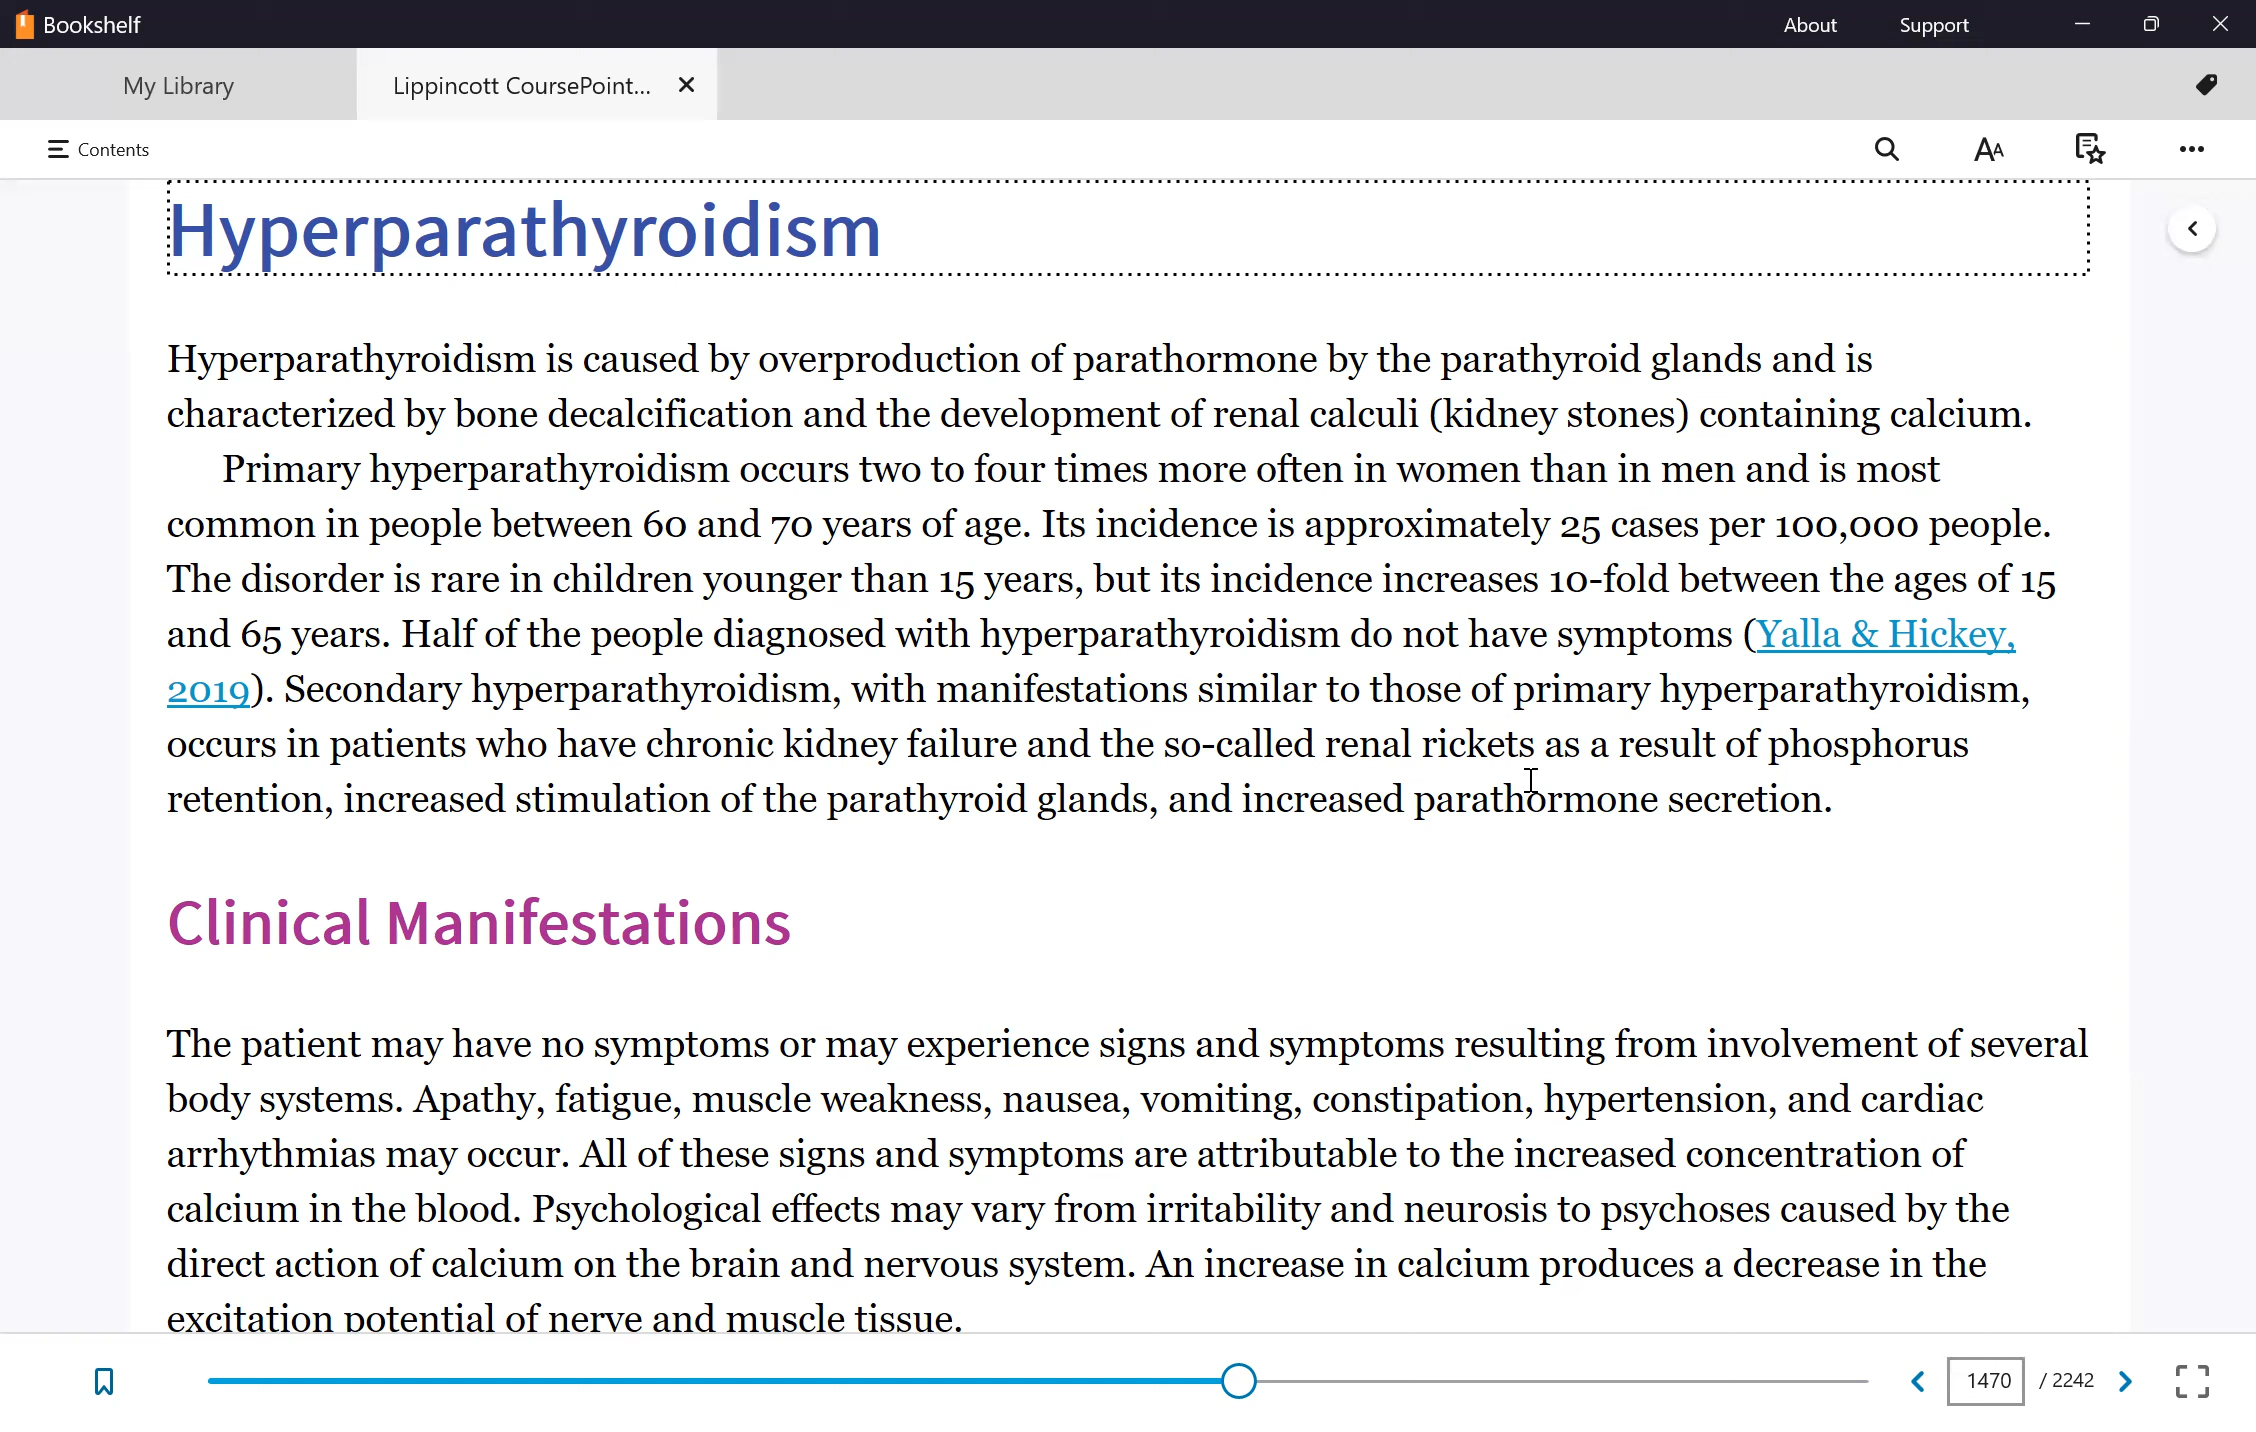 Bookshelf
About
Support
My Library
Lippincott CoursePoint...
Contents
Hyperparathyroidism
Hyperparathyroidism is caused by overproduction of parathormone by the parathyroid glands and is
characterized by bone decalcification and the development of renal calculi (kidney stones) containing calcium.
Primary hyperparathyroidism occurs two to four times more often in women than in men and is most
common in people between 60 and 70 years of age. Its incidence is approximately 25 cases per 100,000 people.
The disorder is rare in children younger than 15 years, but its incidence increases 10-fold between the ages of 15
and 65 years. Half of the people diagnosed with hyperparathyroidism do not have symptoms (Yalla & Hickey,
2019). Secondary hyperparathyroidism, with manifestations similar to those of primary hyperparathyroidism,
occurs in patients who have chronic kidney failure and the so-called renal rickets as a result of phosphorus
retention, increased stimulation of the parathyroid glands, and increased parathormone secretion.
Clinical Manifestations
The patient may have no symptoms or may experience signs and symptoms resulting from involvement of several
body systems. Apathy, fatigue, muscle weakness, nausea, vomiting, constipation, hypertension, and cardiac
arrhythmias may occur. All of these signs and symptoms are attributable to the increased concentration of
calcium in the blood. Psychological effects may vary from irritability and neurosis to psychoses caused by the
direct action of calcium on the brain and nervous system. An increase in calcium produces a decrease in the
excitation potential of nerve and muscle tissue.
1470 / 2242